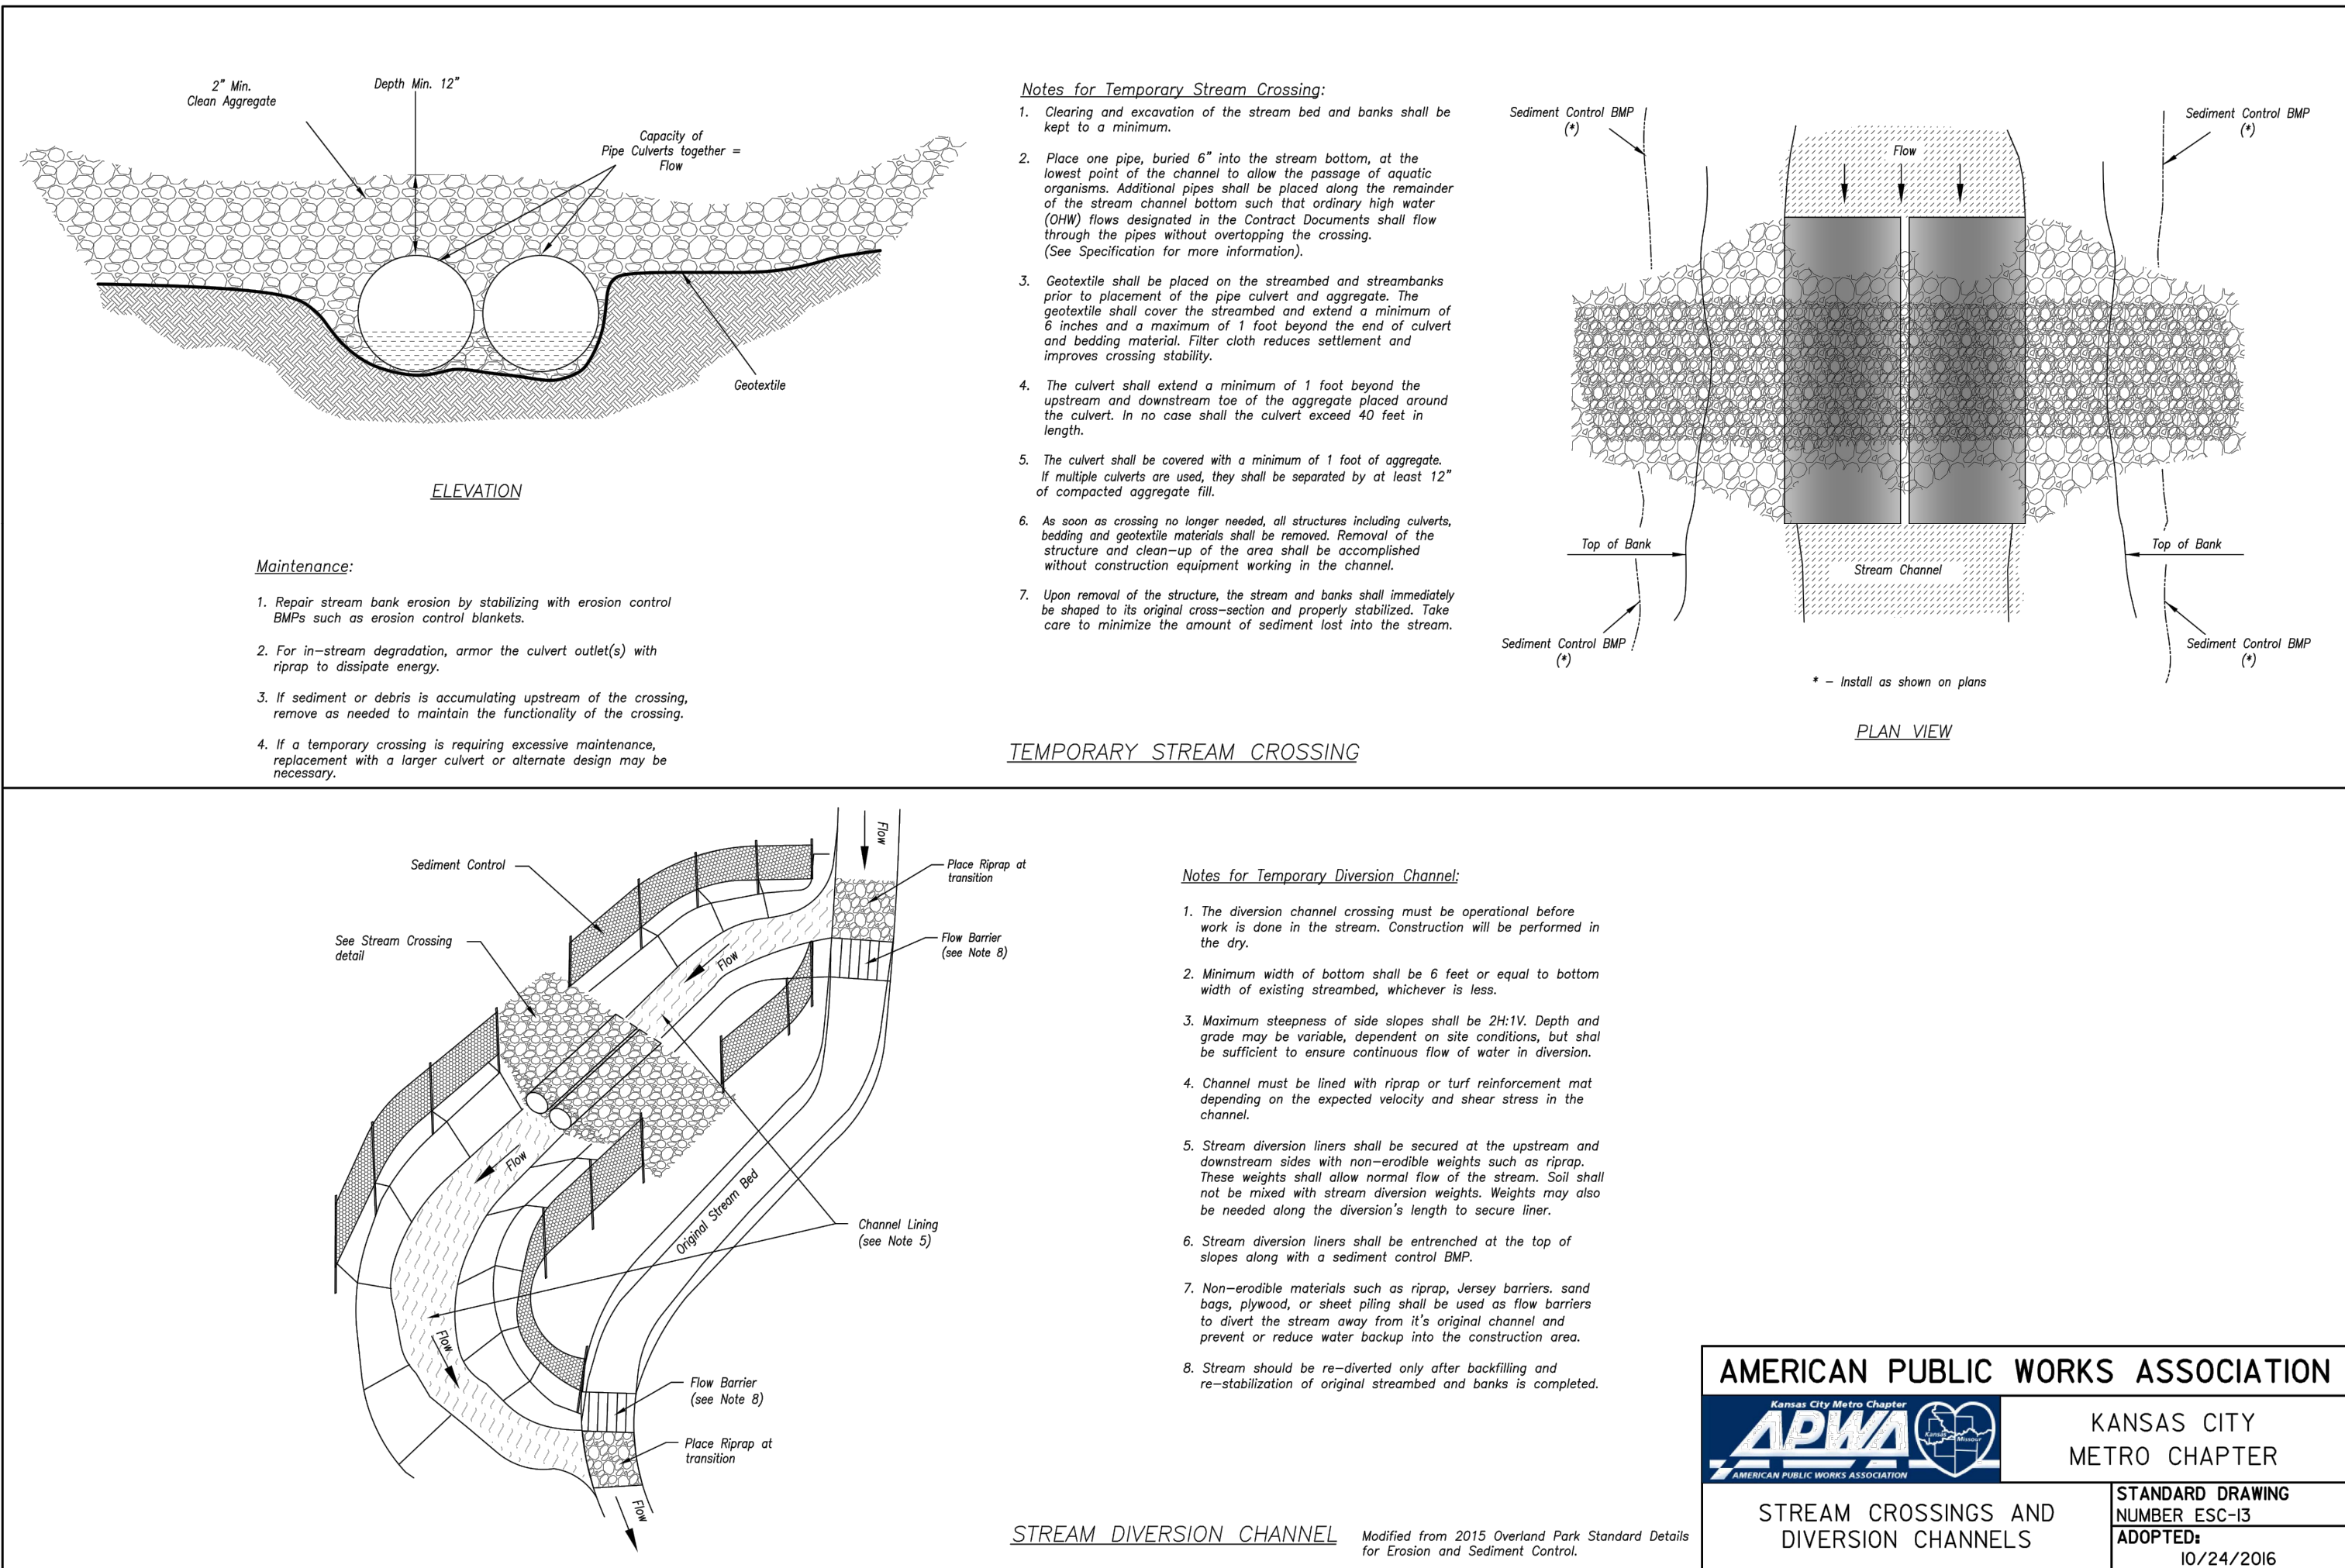 2" Min.
Clean Aggregate
Depth Min. 12"
Capacity of
Pipe Culverts together =
Flow
Geotextile
ELEVATION
Maintenance:
1. Repair stream bank erosion by stabilizing with erosion control
BMPs such as erosion control blankets.
2. For in-stream degradation, armor the culvert outlet(s) with
riprap to dissipate energy.
3. If sediment or debris is accumulating upstream of the crossing,
remove as needed to maintain the functionality of the crossing.
4. If a temporary crossing is requiring excessive maintenance,
replacement with a larger culvert or alternate design may be
necessary.
Notes for Temporary Stream Crossing:
1. Clearing and excavation of the stream bed and banks shall be
kept to a minimum.
2. Place one pipe, buried 6" into the stream bottom, at the
lowest point of the channel to allow the passage of aquatic
organisms. Additional pipes shall be placed along the remainder
of the stream channel bottom such that ordinary high water
(OHW) flows designated in the Contract Documents shall flow
through the pipes without overtopping the crossing.
(See Specification for more information).
3. Geotextile shall be placed on the streambed and streambanks
prior to placement of the pipe culvert and aggregate. The
geotextile shall cover the streambed and extend a minimum of
6 inches and a maximum of 1 foot beyond the end of culvert
and bedding material. Filter cloth reduces settlement and
improves crossing stability.
4. The culvert shall extend a minimum of 1 foot beyond the
upstream and downstream toe of the aggregate placed around
the culvert. In no case shall the culvert exceed 40 feet in
length.
5. The culvert shall be covered with a minimum of 1 foot of aggregate.
If multiple culverts are used, they shall be separated by at least 12"
of compacted aggregate fill.
6. As soon as crossing no longer needed, all structures including culverts,
bedding and geotextile materials shall be removed. Removal of the
structure and clean-up of the area shall be accomplished
without construction equipment working in the channel.
7. Upon removal of the structure, the stream and banks shall immediately
be shaped to its original cross-section and properly stabilized. Take
care to minimize the amount of sediment lost into the stream.
TEMPORARY STREAM CROSSING
Sediment Control BMP
(*)
Sediment Control BMP
(*)
Flow
Top of Bank
Top of Bank
Stream Channel
Sediment Control BMP
(*)
Sediment Control BMP
(*)
* - Install as shown on plans
PLAN VIEW
Sediment Control
See Stream Crossing
detail
Flow
Place Riprap at
transition
Flow Barrier
(see Note 8)
Flow
Flow
Original Stream Bed
Channel Lining
(see Note 5)
Flow
Flow Barrier
(see Note 8)
Place Riprap at
transition
Flow
Notes for Temporary Diversion Channel:
1. The diversion channel crossing must be operational before
work is done in the stream. Construction will be performed in
the dry.
2. Minimum width of bottom shall be 6 feet or equal to bottom
width of existing streambed, whichever is less.
3. Maximum steepness of side slopes shall be 2H:1V. Depth and
grade may be variable, dependent on site conditions, but shal
be sufficient to ensure continuous flow of water in diversion.
4. Channel must be lined with riprap or turf reinforcement mat
depending on the expected velocity and shear stress in the
channel.
5. Stream diversion liners shall be secured at the upstream and
downstream sides with non-erodible weights such as riprap.
These weights shall allow normal flow of the stream. Soil shall
not be mixed with stream diversion weights. Weights may also
be needed along the diversion's length to secure liner.
6. Stream diversion liners shall be entrenched at the top of
slopes along with a sediment control BMP.
7. Non-erodible materials such as riprap, Jersey barriers. sand
bags, plywood, or sheet piling shall be used as flow barriers
to divert the stream away from it's original channel and
prevent or reduce water backup into the construction area.
8. Stream should be re-diverted only after backfilling and
re-stabilization of original streambed and banks is completed.
STREAM DIVERSION CHANNEL
Modified from 2015 Overland Park Standard Details
for Erosion and Sediment Control.
AMERICAN PUBLIC WORKS ASSOCIATION
Kansas City Metro Chapter
APWA
Kansas
Missouri
AMERICAN PUBLIC WORKS ASSOCIATION
KANSAS CITY
METRO CHAPTER
STREAM CROSSINGS AND
DIVERSION CHANNELS
STANDARD DRAWING
NUMBER ESC-13
ADOPTED:
10/24/2016